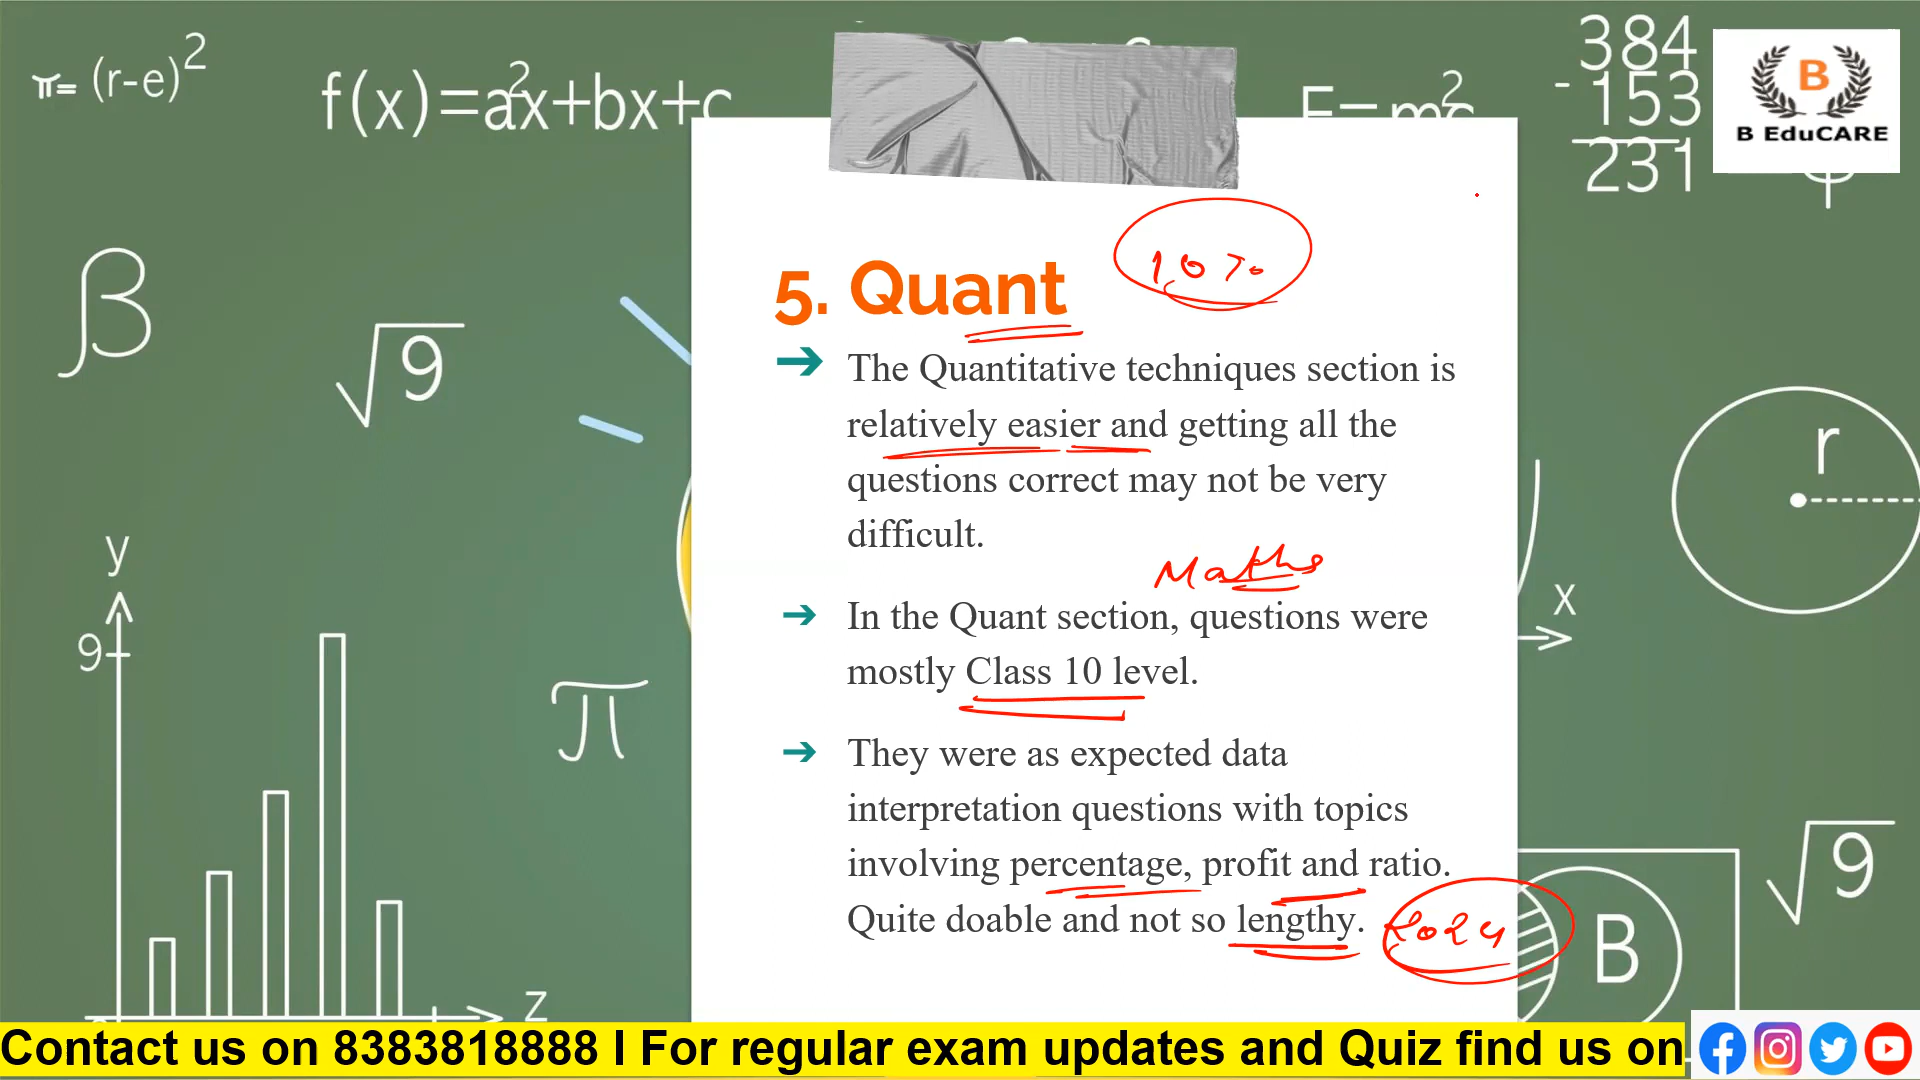 π= (r-e)²
f(x)=a²x+bx+c
E=mc²
384
- 153
231
B
B EduCARE
10%
5. Quant
➔ The Quantitative techniques section is
relatively easier and getting all the
questions correct may not be very
difficult.
Maths
➔ In the Quant section, questions were
mostly Class 10 level.
➔ They were as expected data
interpretation questions with topics
involving percentage, profit and ratio.
Quite doable and not so lengthy.
2024
β
√9
π
y
9
z
x
r
B
√9
Contact us on 8383818888 l For regular exam updates and Quiz find us on